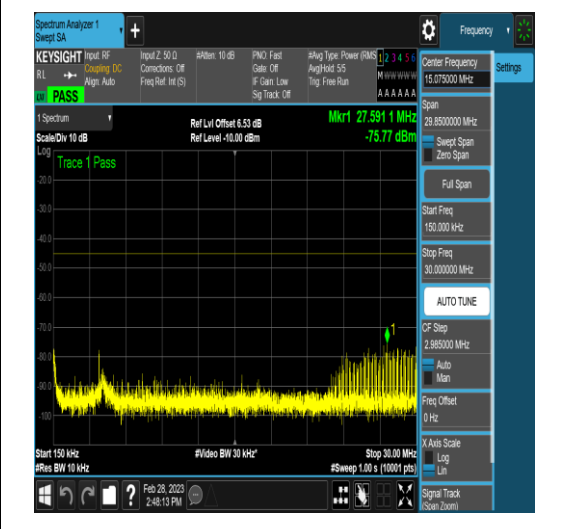 Spectrum Analyzer 1
Swept SA
+
Frequency
KEYSIGHT
RL
Input: RF
Coupling: DC
Align: Auto
Input Z: 50 Ω
Corrections: Off
Freq Ref: Int (S)
#Atten: 10 dB
PNO: Fast
Gate: Off
IF Gain: Low
Sig Track: Off
#Avg Type: Power (RMS
Avg|Hold: 5/5
Trig: Free Run
1 2 3 4 5 6
M W W W W W
A A A A A A
PASS
1 Spectrum
Scale/Div 10 dB
Ref Lvl Offset 6.53 dB
Ref Level -10.00 dBm
Mkr1 27.591 1 MHz
-75.77 dBm
Log
Trace 1 Pass
-20.0
-30.0
-40.0
-50.0
-60.0
-70.0
-80.0
-90.0
-100
1
Start 150 kHz
#Res BW 10 kHz
#Video BW 30 kHz*
Stop 30.00 MHz
#Sweep 1.00 s (10001 pts)
?
Feb 28, 2023
2:48:13 PM
Center Frequency
15.075000 MHz
Span
29.8500000 MHz
Swept Span
Zero Span
Full Span
Start Freq
150.000 kHz
Stop Freq
30.000000 MHz
AUTO TUNE
CF Step
2.985000 MHz
Auto
Man
Freq Offset
0 Hz
X Axis Scale
Log
Lin
Signal Track
(Span Zoom)
Settings